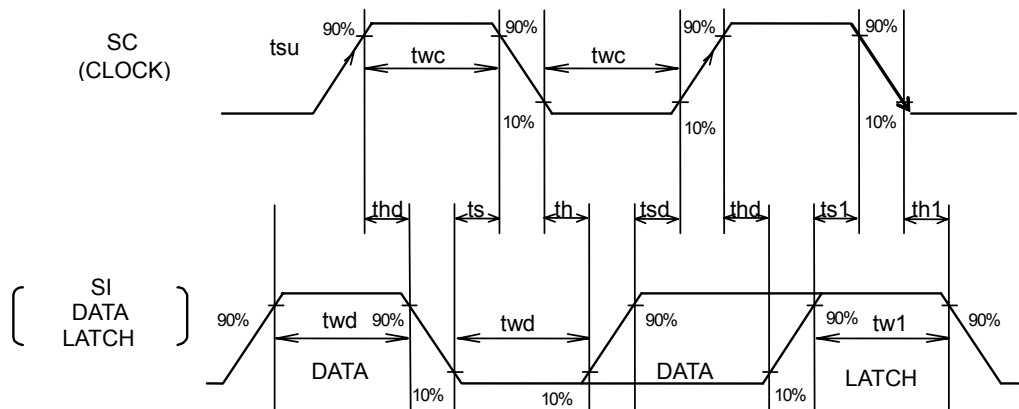 SC
(CLOCK)
tsu
90%
twc
90%
twc
90%
90%
10%
10%
10%
thd
ts
th
tsd
thd
ts1
th1
SI
DATA
LATCH
90%
twd
90%
twd
90%
90%
tw1
90%
DATA
10%
10%
DATA
10%
LATCH